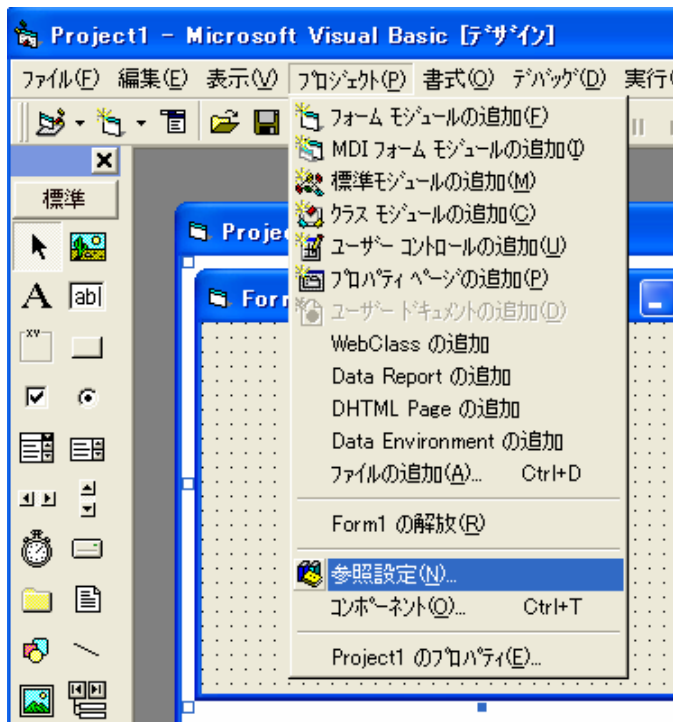 Project1 - Microsoft Visual Basic [ﾃﾞｻﾞｲﾝ]
ﾌｧｲﾙ(F) 編集(E) 表示(V) ﾌﾟﾛｼﾞｪｸﾄ(P) 書式(O) ﾃﾞﾊﾞｯｸﾞ(D) 実行(
標準
A
ab
xv
Proje
Form
ﾌｫｰﾑ ﾓｼﾞｭｰﾙの追加(F)
MDI ﾌｫｰﾑ ﾓｼﾞｭｰﾙの追加(I)
標準ﾓｼﾞｭｰﾙの追加(M)
ｸﾗｽ ﾓｼﾞｭｰﾙの追加(C)
ﾕｰｻﾞｰ ｺﾝﾄﾛｰﾙの追加(U)
ﾌﾟﾛﾊﾟﾃｨ ﾍﾟｰｼﾞの追加(P)
ﾕｰｻﾞｰ ﾄﾞｷｭﾒﾝﾄの追加(D)
WebClass の追加
Data Report の追加
DHTML Page の追加
Data Environment の追加
ﾌｧｲﾙの追加(A)... Ctrl+D
Form1 の解放(R)
参照設定(N)...
ｺﾝﾎﾟｰﾈﾝﾄ(O)... Ctrl+T
Project1 のﾌﾟﾛﾊﾟﾃｨ(E)...